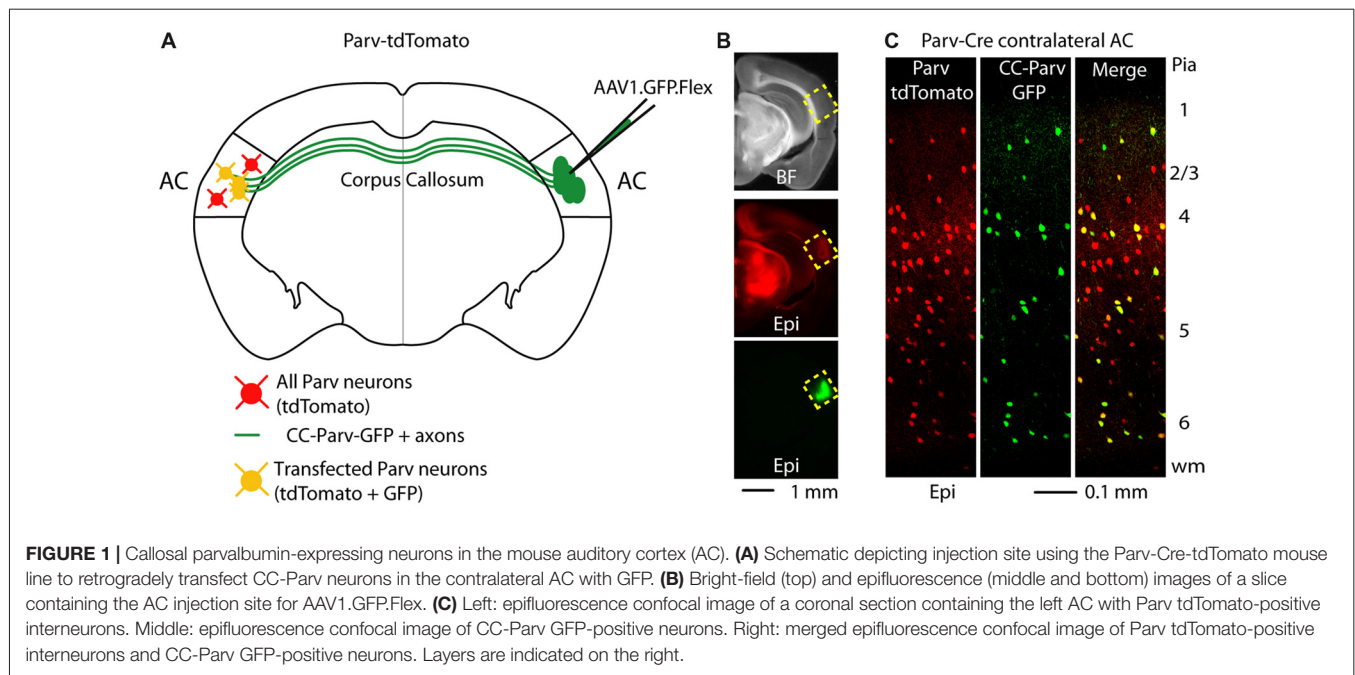 A
Parv-tdTomato
AAV1.GFP.Flex
AC
Corpus Callosum
AC
All Parv neurons
(tdTomato)
CC-Parv-GFP + axons
Transfected Parv neurons
(tdTomato + GFP)
B
BF
Epi
Epi
1 mm
C
Parv-Cre contralateral AC
Parv
tdTomato
CC-Parv
GFP
Merge
Pia
1
2/3
4
5
6
wm
Epi
0.1 mm
FIGURE 1 | Callosal parvalbumin-expressing neurons in the mouse auditory cortex (AC). (A) Schematic depicting injection site using the Parv-Cre-tdTomato mouse
line to retrogradely transfect CC-Parv neurons in the contralateral AC with GFP. (B) Bright-field (top) and epifluorescence (middle and bottom) images of a slice
containing the AC injection site for AAV1.GFP.Flex. (C) Left: epifluorescence confocal image of a coronal section containing the left AC with Parv tdTomato-positive
interneurons. Middle: epifluorescence confocal image of CC-Parv GFP-positive neurons. Right: merged epifluorescence confocal image of Parv tdTomato-positive
interneurons and CC-Parv GFP-positive neurons. Layers are indicated on the right.